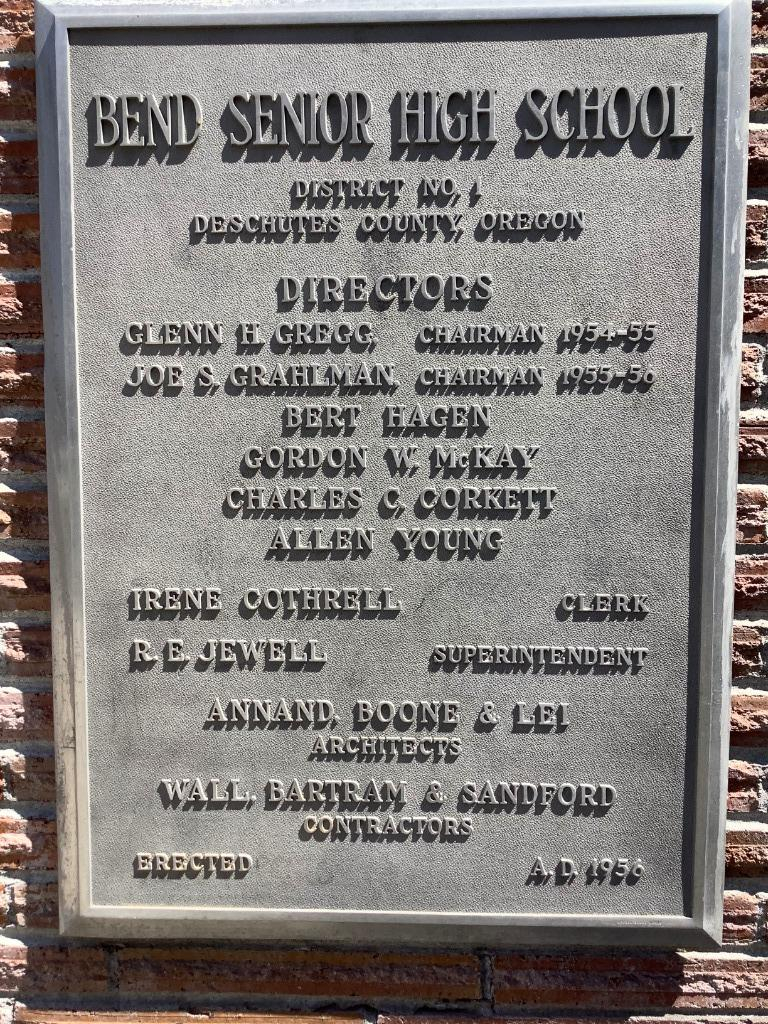 BEND SENIOR HIGH SCHOOL
DISTRICT NO. 1
DESCHUTES COUNTY, OREGON
DIRECTORS
GLENN H. GREGG, CHAIRMAN 1954-55
JOE S. GRAHLMAN, CHAIRMAN 1955-56
BERT HAGEN
GORDON W. McKAY
CHARLES C. CORKETT
ALLEN YOUNG
IRENE COTHRELL CLERK
R. E. JEWELL SUPERINTENDENT
ANNAND, BOONE & LEI
ARCHITECTS
WALL, BARTRAM & SANDFORD
CONTRACTORS
ERECTED A. D. 1956